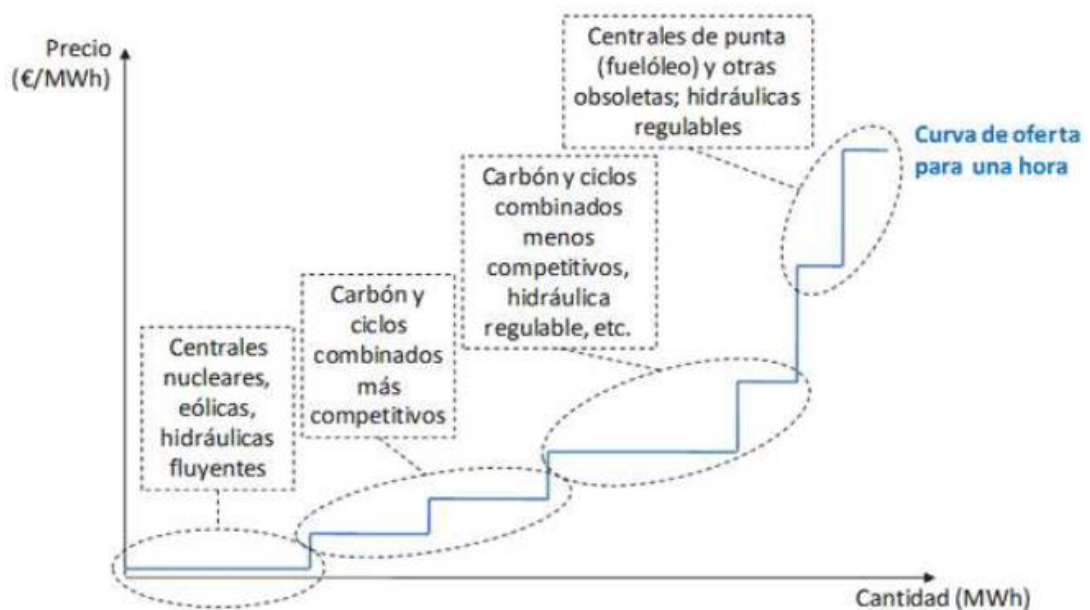 Precio
(€/MWh)
Centrales de punta
(fuelóleo) y otras
obsoletas; hidráulicas
regulables
Curva de oferta
para una hora
Carbón y ciclos
combinados
menos
competitivos,
hidráulica
regulable, etc.
Carbón y
ciclos
combinados
más
competitivos
Centrales
nucleares,
eólicas,
hidráulicas
fluyentes
Cantidad (MWh)